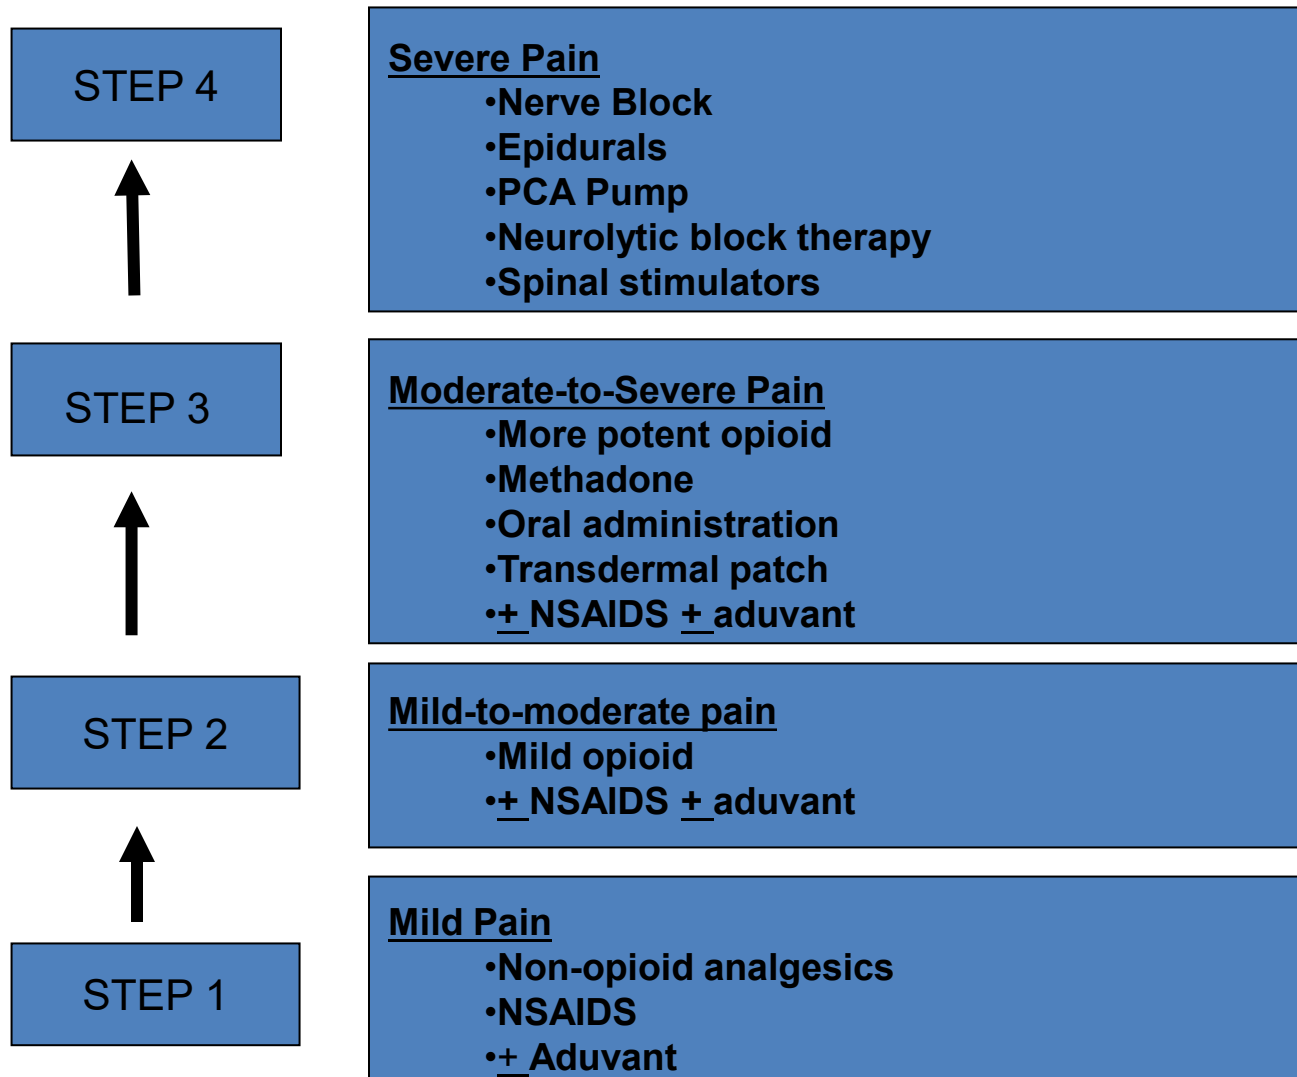 STEP 4
Severe Pain
•Nerve Block
•Epidurals
•PCA Pump
•Neurolytic block therapy
•Spinal stimulators
STEP 3
Moderate-to-Severe Pain
•More potent opioid
•Methadone
•Oral administration
•Transdermal patch
•+ NSAIDS + aduvant
STEP 2
Mild-to-moderate pain
•Mild opioid
•+ NSAIDS + aduvant
STEP 1
Mild Pain
•Non-opioid analgesics
•NSAIDS
•+ Aduvant